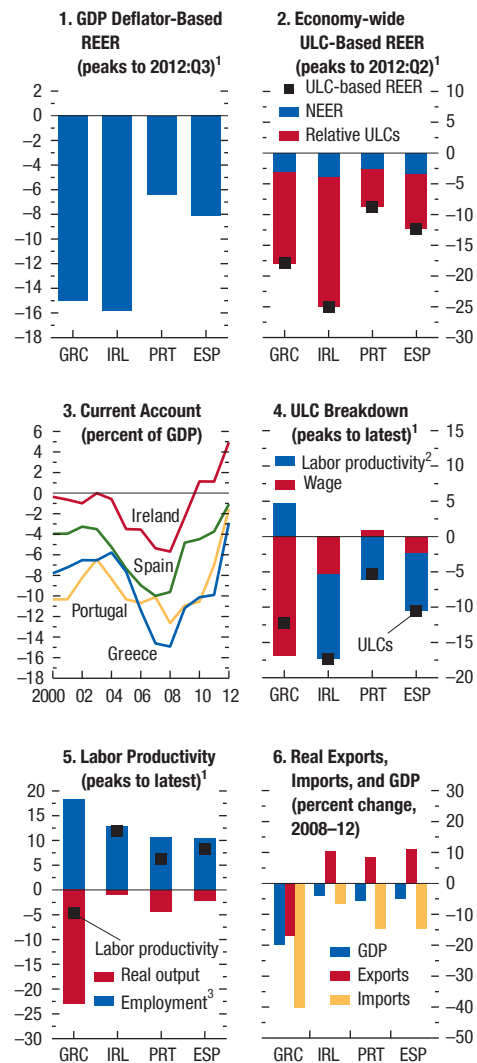 1. GDP Deflator-Based
REER
(peaks to 2012:Q3)¹
2
0
−2
−4
−6
−8
−10
−12
−14
−16
−18
GRC IRL PRT ESP
2. Economy-wide
ULC-Based REER
(peaks to 2012:Q2)¹
ULC-based REER
NEER
Relative ULCs
10
5
0
−5
−10
−15
−20
−25
−30
GRC IRL PRT ESP
3. Current Account
(percent of GDP)
6
4
2
0
−2
−4
−6
−8
−10
−12
−14
−16
−18
Ireland
Spain
Portugal
Greece
2000 02 04 06 08 10 12
4. ULC Breakdown
(peaks to latest)¹
Labor productivity²
Wage
15
10
5
0
−5
−10
−15
−20
ULCs
GRC IRL PRT ESP
5. Labor Productivity
(peaks to latest)¹
20
15
10
5
0
−5
−10
−15
−20
−25
−30
Labor productivity
Real output
Employment³
GRC IRL PRT ESP
6. Real Exports,
Imports, and GDP
(percent change,
2008–12)
30
20
10
0
−10
−20
−30
−40
−50
GDP
Exports
Imports
GRC IRL PRT ESP